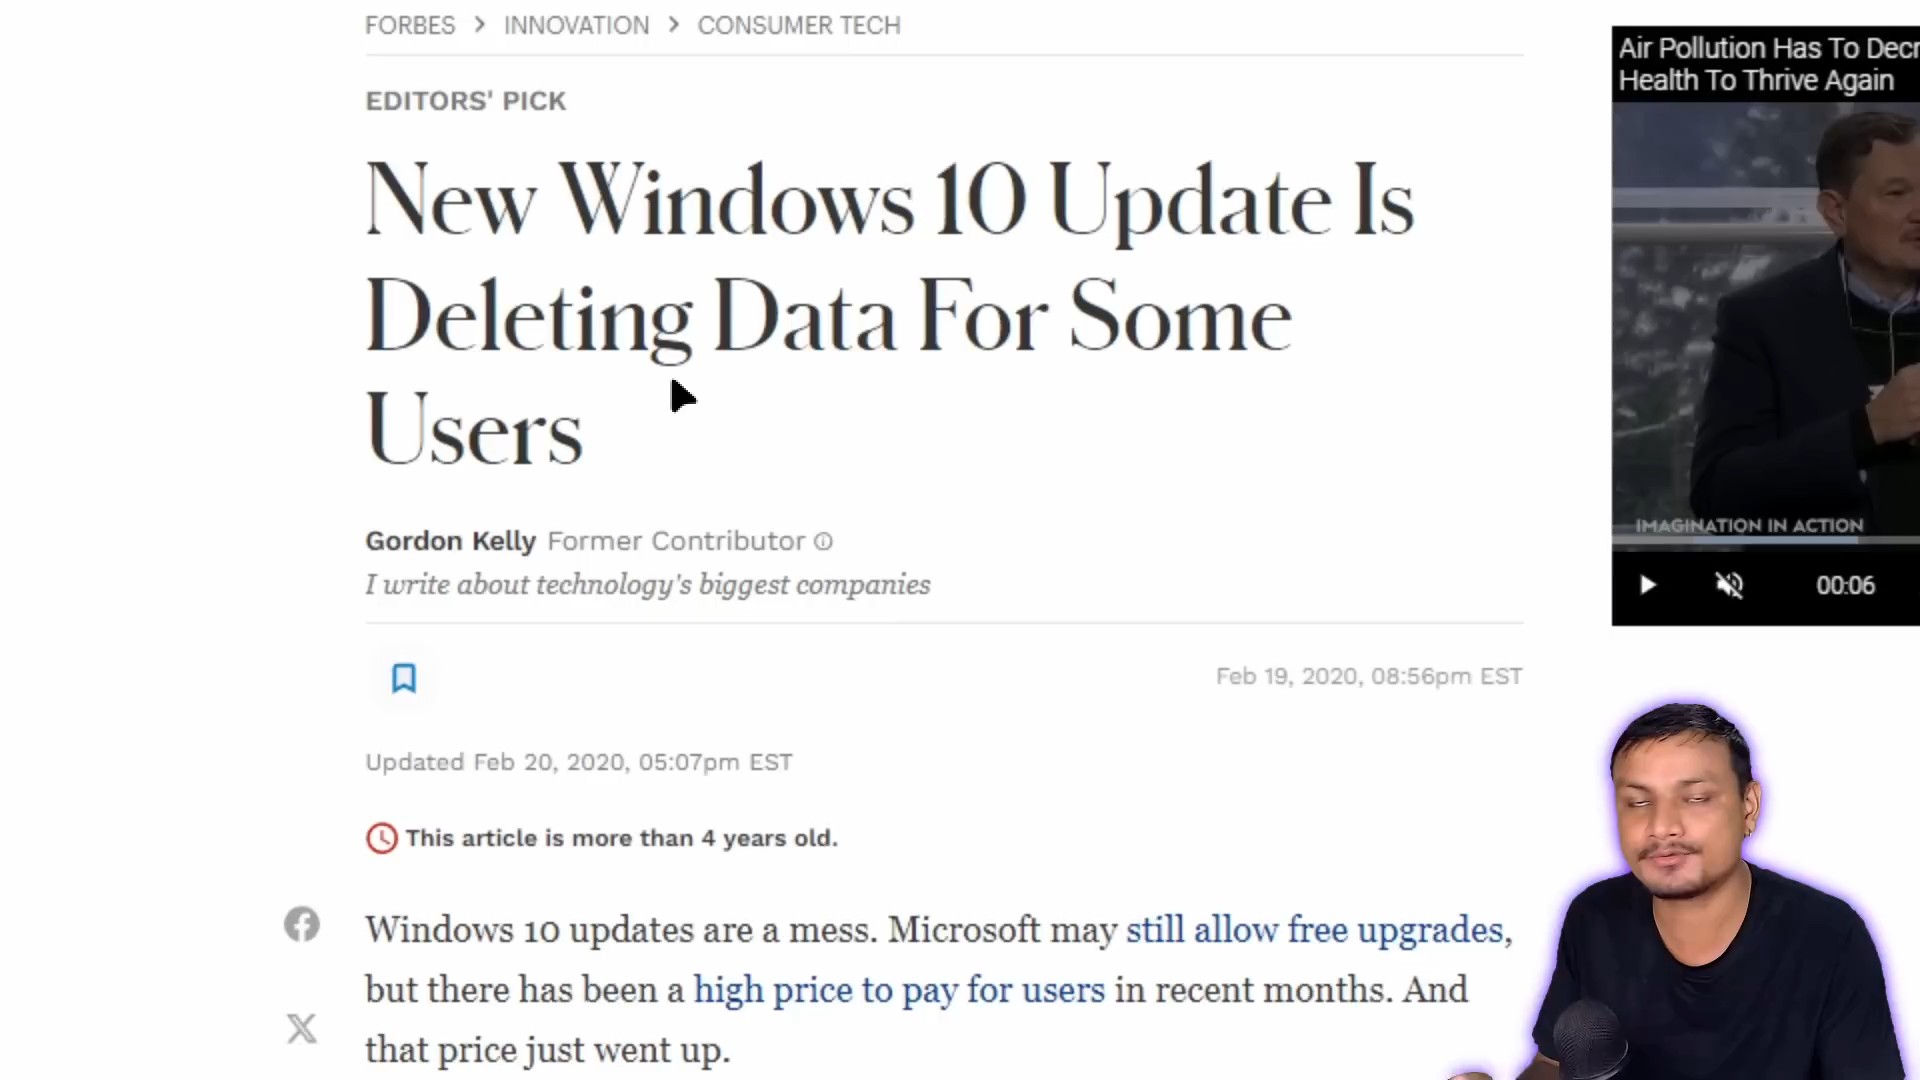 FORBES > INNOVATION > CONSUMER TECH
EDITORS' PICK
New Windows 10 Update Is
Deleting Data For Some
Users
Gordon Kelly Former Contributor
I write about technology's biggest companies
Feb 19, 2020, 08:56pm EST
Updated Feb 20, 2020, 05:07pm EST
This article is more than 4 years old.
Windows 10 updates are a mess. Microsoft may still allow free upgrades,
but there has been a high price to pay for users in recent months. And
that price just went up.
Air Pollution Has To
Health To Thrive Again
IMAGINATION IN ACTION
00:06